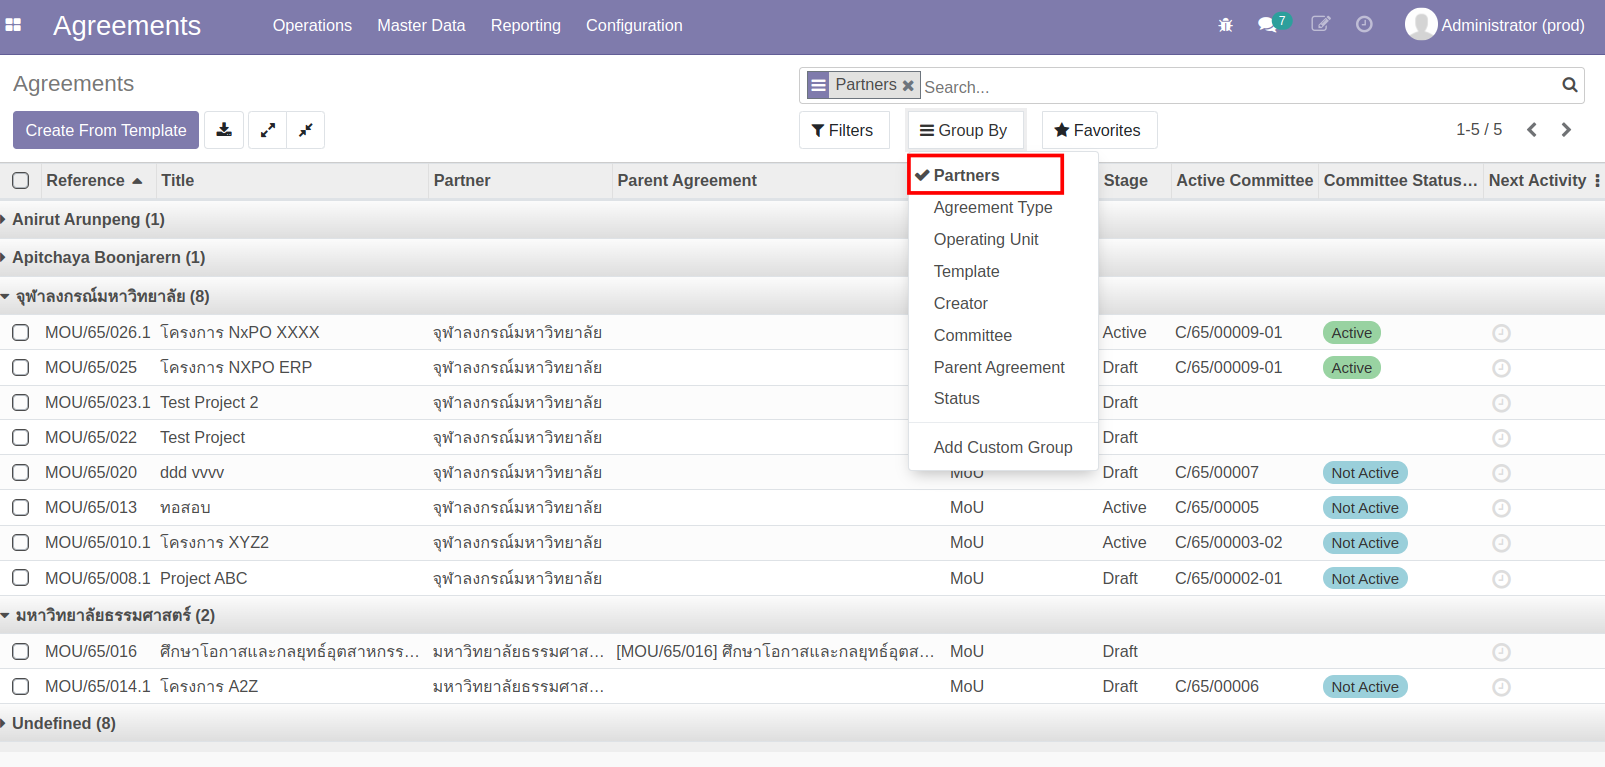 Agreements Operations Master Data Reporting Configuration 7 Administrator (prod)
Agreements Partners Search...
Create From Template Filters Group By Favorites 1-5 / 5
Reference Title Partner Parent Agreement Stage Active Committee Committee Status... Next Activity
Partners
Agreement Type
Operating Unit
Template
Creator
Committee
Parent Agreement
Status
Add Custom Group
Anirut Arunpeng (1)
Apitchaya Boonjarern (1)
จุฬาลงกรณ์มหาวิทยาลัย (8)
MOU/65/026.1 โครงการ NxPO XXXX จุฬาลงกรณ์มหาวิทยาลัย Active C/65/00009-01 Active
MOU/65/025 โครงการ NXPO ERP จุฬาลงกรณ์มหาวิทยาลัย Draft C/65/00009-01 Active
MOU/65/023.1 Test Project 2 จุฬาลงกรณ์มหาวิทยาลัย Draft
MOU/65/022 Test Project จุฬาลงกรณ์มหาวิทยาลัย Draft
MOU/65/020 ddd vvvv จุฬาลงกรณ์มหาวิทยาลัย MoU Draft C/65/00007 Not Active
MOU/65/013 ทอสอบ จุฬาลงกรณ์มหาวิทยาลัย MoU Active C/65/00005 Not Active
MOU/65/010.1 โครงการ XYZ2 จุฬาลงกรณ์มหาวิทยาลัย MoU Active C/65/00003-02 Not Active
MOU/65/008.1 Project ABC จุฬาลงกรณ์มหาวิทยาลัย MoU Draft C/65/00002-01 Not Active
มหาวิทยาลัยธรรมศาสตร์ (2)
MOU/65/016 ศึกษาโอกาสและกลยุทธ์อุตสาหกรร... มหาวิทยาลัยธรรมศาส... [MOU/65/016] ศึกษาโอกาสและกลยุทธ์อุตส... MoU Draft
MOU/65/014.1 โครงการ A2Z มหาวิทยาลัยธรรมศาส... MoU Draft C/65/00006 Not Active
Undefined (8)